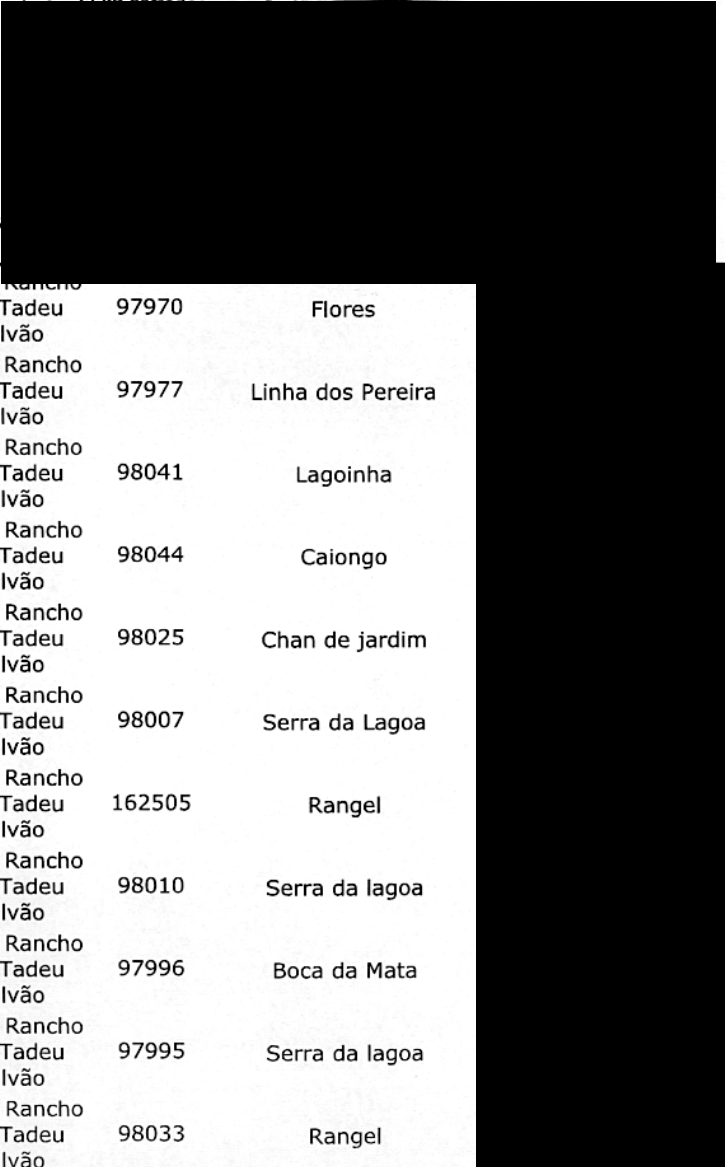 Rancho
Tadeu 97970 Flores
Ivão
Rancho
Tadeu 97977 Linha dos Pereira
Ivão
Rancho
Tadeu 98041 Lagoinha
Ivão
Rancho
Tadeu 98044 Caiongo
Ivão
Rancho
Tadeu 98025 Chan de jardim
Ivão
Rancho
Tadeu 98007 Serra da Lagoa
Ivão
Rancho
Tadeu 162505 Rangel
Ivão
Rancho
Tadeu 98010 Serra da lagoa
Ivão
Rancho
Tadeu 97996 Boca da Mata
Ivão
Rancho
Tadeu 97995 Serra da lagoa
Ivão
Rancho
Tadeu 98033 Rangel
Ivão